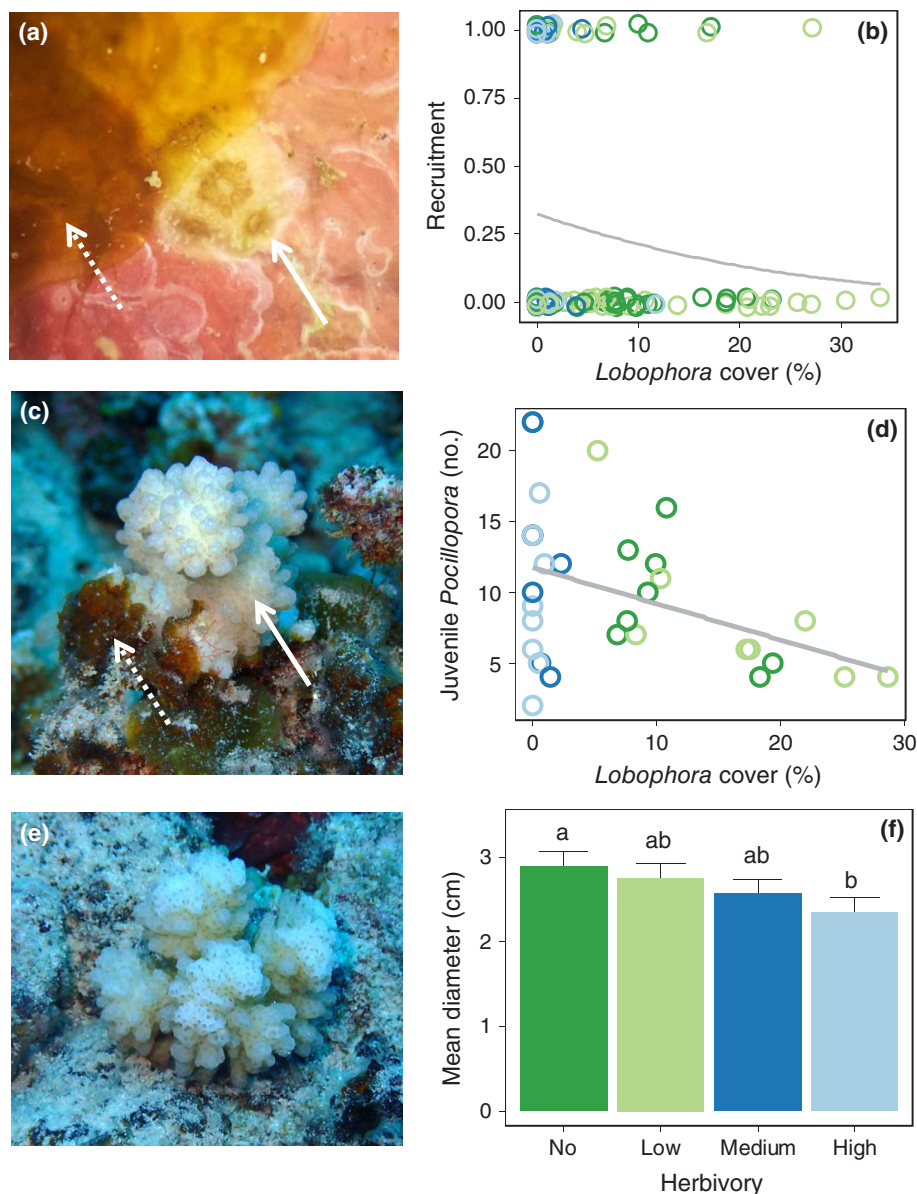 (a)
(b)
1.00
0.75
0.50
0.25
0.00
Recruitment
0
10
20
30
Lobophora cover (%)
(c)
(d)
20
15
10
5
Juvenile Pocillopora (no.)
0
10
20
30
Lobophora cover (%)
(e)
(f)
3
2
1
0
Mean diameter (cm)
a
ab
ab
b
No
Low
Medium
High
Herbivory